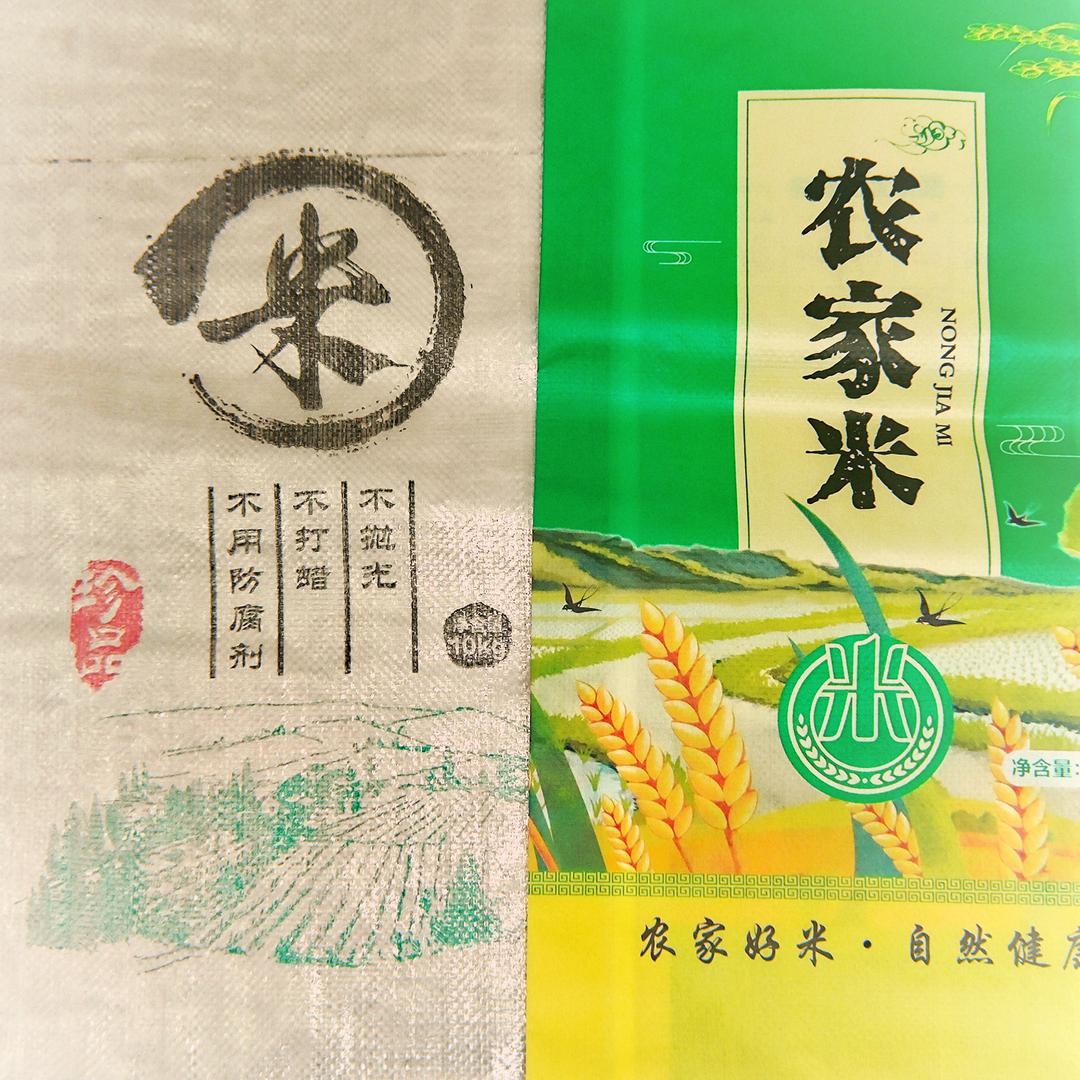 米
不抛光
不打蜡
不用防腐剂
珍品
10kg
农家米
NONG JIA MI
米
净含量:
农家好米·自然健康